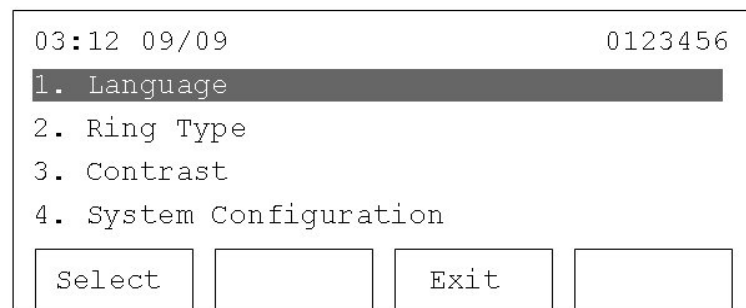 03:12 09/09 0123456
1. Language
2. Ring Type
3. Contrast
4. System Configuration
Select Exit